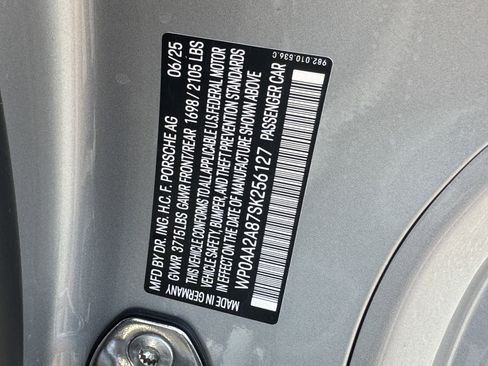 MFD BY DR. ING. H.C. F. PORSCHE AG 06/25
GVWR 3715 LBS GAWR FRONT/REAR 1698 / 2105 LBS
THIS VEHICLE CONFORMS TO ALL APPLICABLE U.S. FEDERAL MOTOR
VEHICLE SAFETY, BUMPER, AND THEFT PREVENTION STANDARDS
IN EFFECT ON THE DATE OF MANUFACTURE SHOWN ABOVE
WP0AA2A87SK256127 PASSENGER CAR
MADE IN GERMANY
982.010.536.C